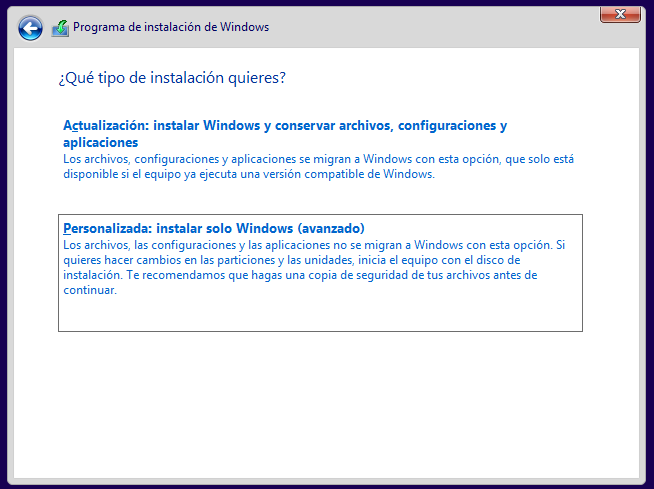 Programa de instalación de Windows
¿Qué tipo de instalación quieres?
Actualización: instalar Windows y conservar archivos, configuraciones y
aplicaciones
Los archivos, configuraciones y aplicaciones se migran a Windows con esta opción, que solo está
disponible si el equipo ya ejecuta una versión compatible de Windows.
Personalizada: instalar solo Windows (avanzado)
Los archivos, las configuraciones y las aplicaciones no se migran a Windows con esta opción. Si
quieres hacer cambios en las particiones y las unidades, inicia el equipo con el disco de
instalación. Te recomendamos que hagas una copia de seguridad de tus archivos antes de
continuar.